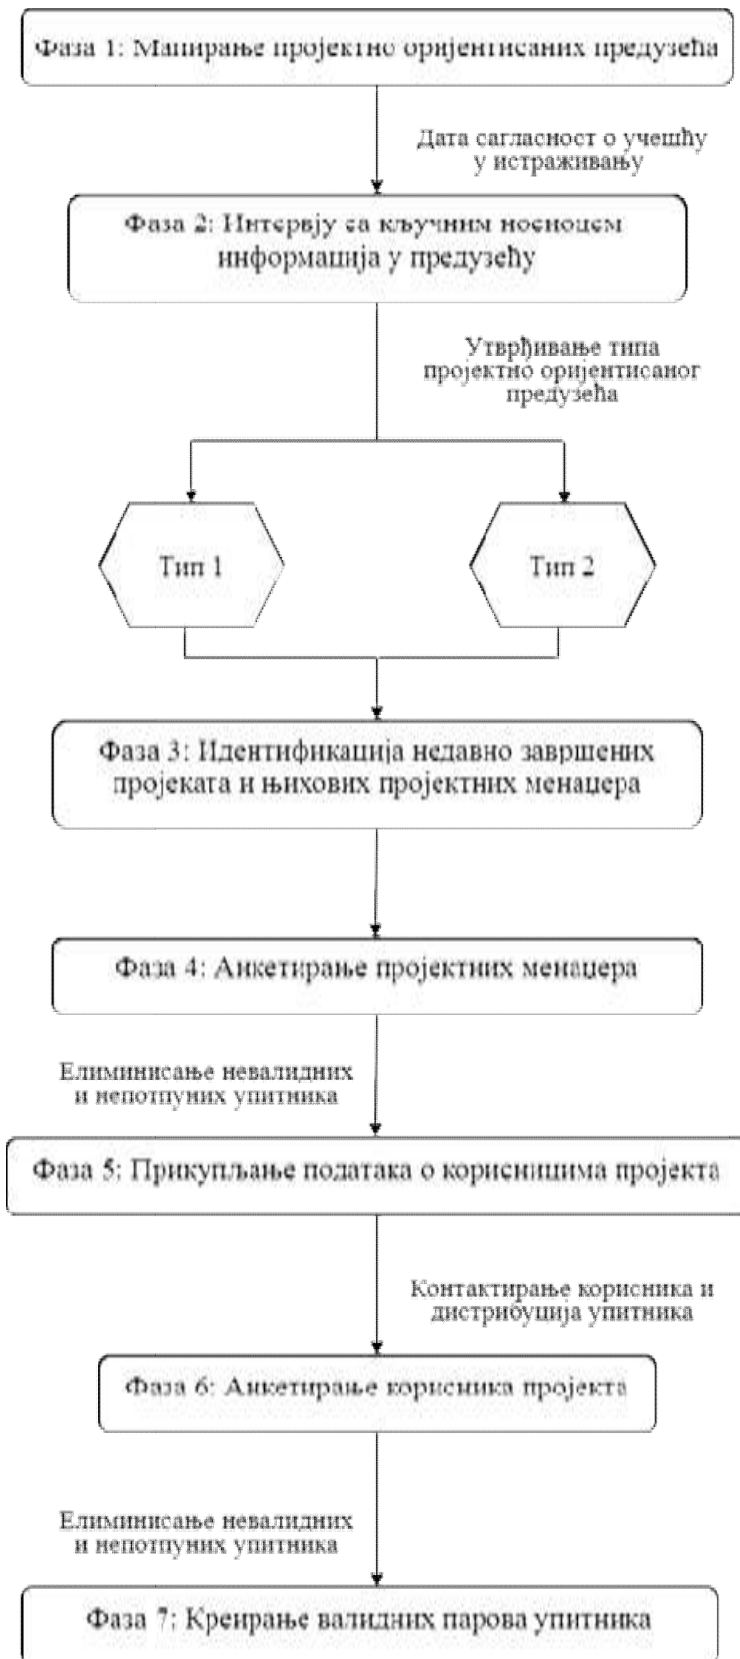 Фаза 1: Мапирање пројектно оријентисаних предузећа
Дата сагласност о учешћу
у истраживању
Фаза 2: Интервју са кључним носиоцем
информација у предузећу
Утврђивање типа
пројектно оријентисаног
предузећа
Тип 1
Тип 2
Фаза 3: Идентификација недавно завршених
пројеката и њихових пројектних менаџера
Фаза 4: Анкетирање пројектних менаџера
Елиминисање невалидних
и непотпуних упитника
Фаза 5: Прикупљање података о корисницима пројекта
Контактирање корисника и
дистрибуција упитника
Фаза 6: Анкетирање корисника пројекта
Елиминисање невалидних
и непотпуних упитника
Фаза 7: Креирање валидних парова упитника